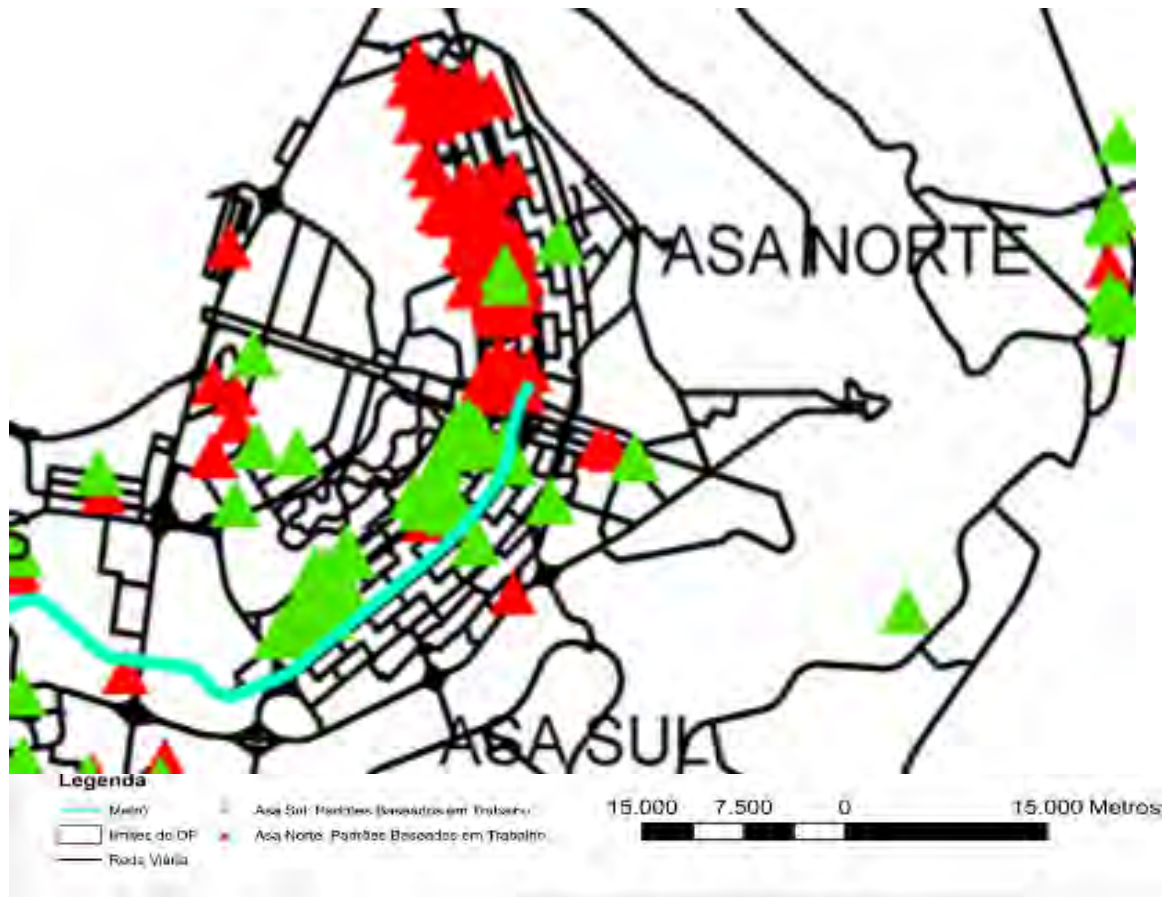 ASA NORTE
ASA SUL
Legenda
Metrô
limites do DF
Rede Viária
Asa Sul: Padrões Baseados em Trabalho
Asa Norte: Padrões Baseados em Trabalho
15.000 7.500 0 15.000 Metros